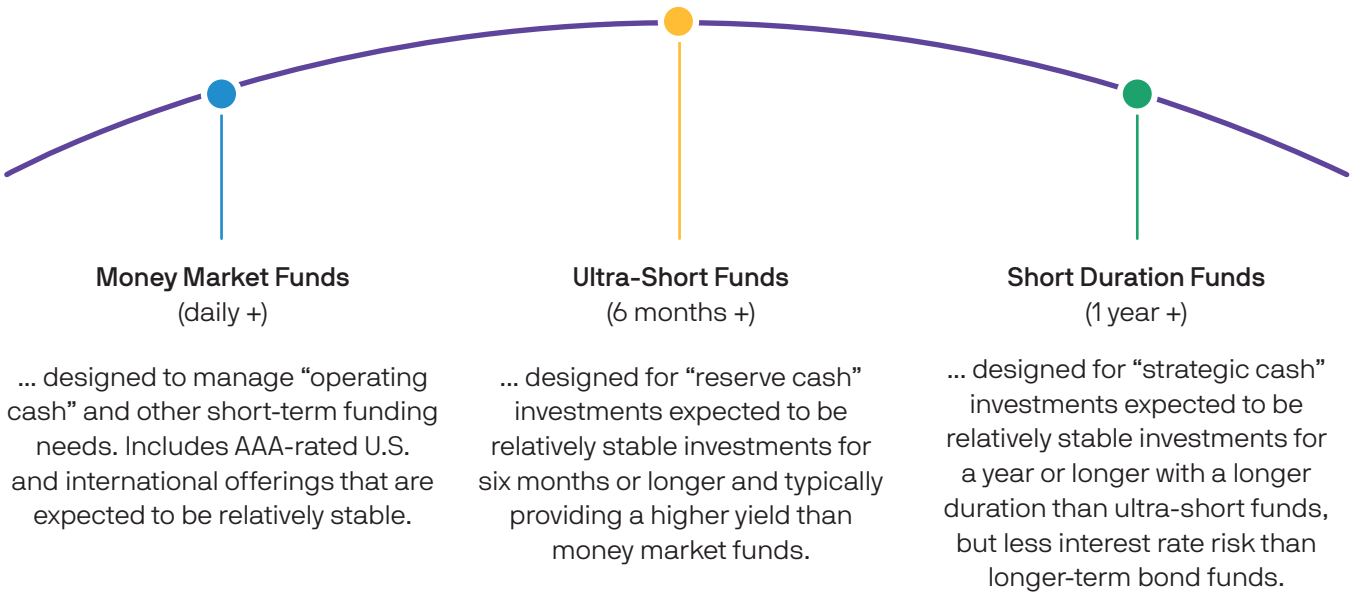 Money Market Funds
(daily +)
... designed to manage “operating
cash” and other short-term funding
needs. Includes AAA-rated U.S.
and international offerings that are
expected to be relatively stable.
Ultra-Short Funds
(6 months +)
... designed for “reserve cash”
investments expected to be
relatively stable investments for
six months or longer and typically
providing a higher yield than
money market funds.
Short Duration Funds
(1 year +)
... designed for “strategic cash”
investments expected to be
relatively stable investments for
a year or longer with a longer
duration than ultra-short funds,
but less interest rate risk than
longer-term bond funds.